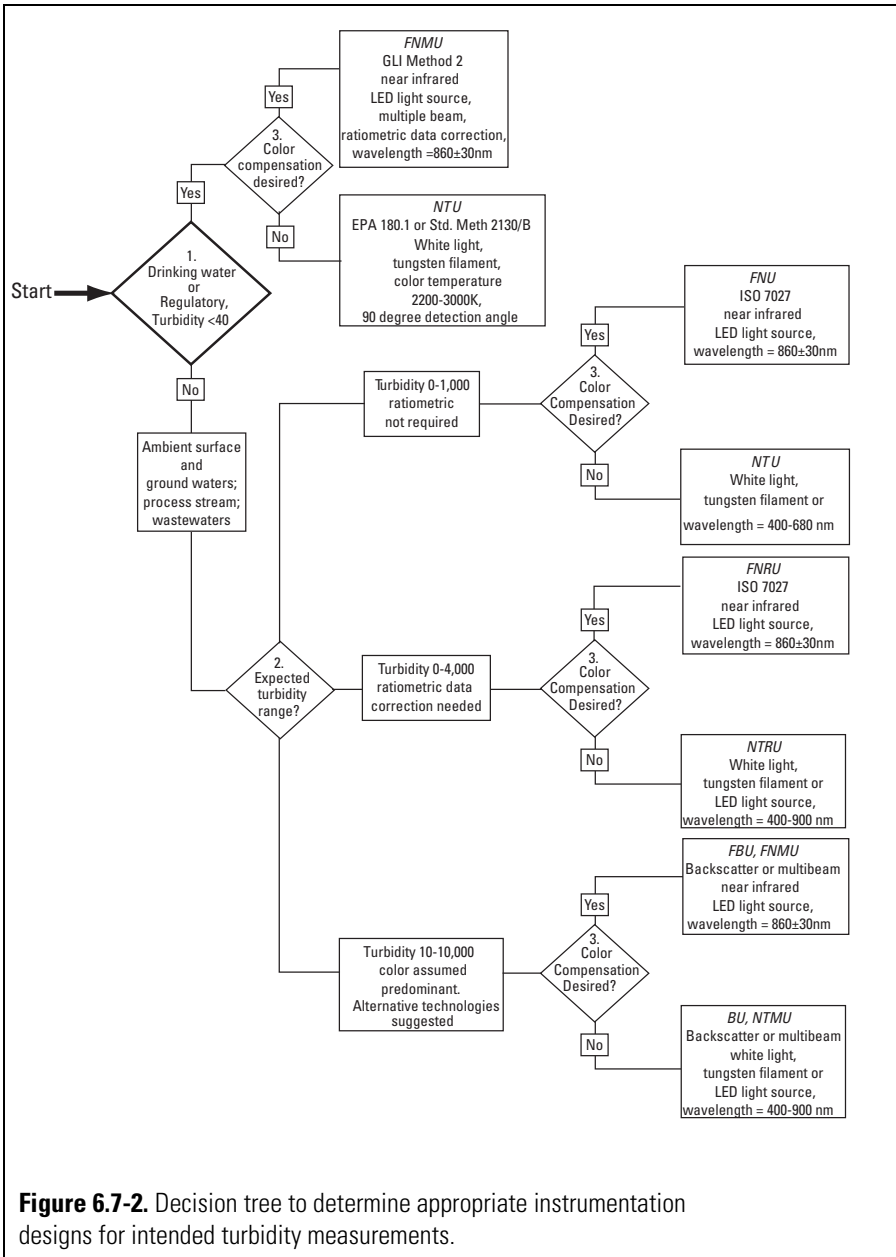 FNMU
GLI Method 2
near infrared
LED light source,
multiple beam,
ratiometric data correction,
wavelength =860±30nm
Yes
3.
Color
compensation
desired?
Yes
No
NTU
EPA 180.1 or Std. Meth 2130/B
White light,
tungsten filament,
color temperature
2200-3000K,
90 degree detection angle
Start
1.
Drinking water
or
Regulatory,
Turbidity <40
No
Ambient surface
and
ground waters;
process stream;
wastewaters
2.
Expected
turbidity
range?
Turbidity 0-1,000
ratiometric
not required
3.
Color
Compensation
Desired?
Yes
FNU
ISO 7027
near infrared
LED light source,
wavelength = 860±30nm
No
NTU
White light,
tungsten filament or
wavelength = 400-680 nm
Turbidity 0-4,000
ratiometric data
correction needed
3.
Color
Compensation
Desired?
Yes
FNRU
ISO 7027
near infrared
LED light source,
wavelength = 860±30nm
No
NTRU
White light,
tungsten filament or
LED light source,
wavelength = 400-900 nm
Turbidity 10-10,000
color assumed
predominant.
Alternative technologies
suggested
3.
Color
Compensation
Desired?
Yes
FBU, FNMU
Backscatter or multibeam
near infrared
LED light source,
wavelength = 860±30nm
No
BU, NTMU
Backscatter or multibeam
white light,
tungsten filament or
LED light source,
wavelength = 400-900 nm
Figure 6.7-2. Decision tree to determine appropriate instrumentation
designs for intended turbidity measurements.